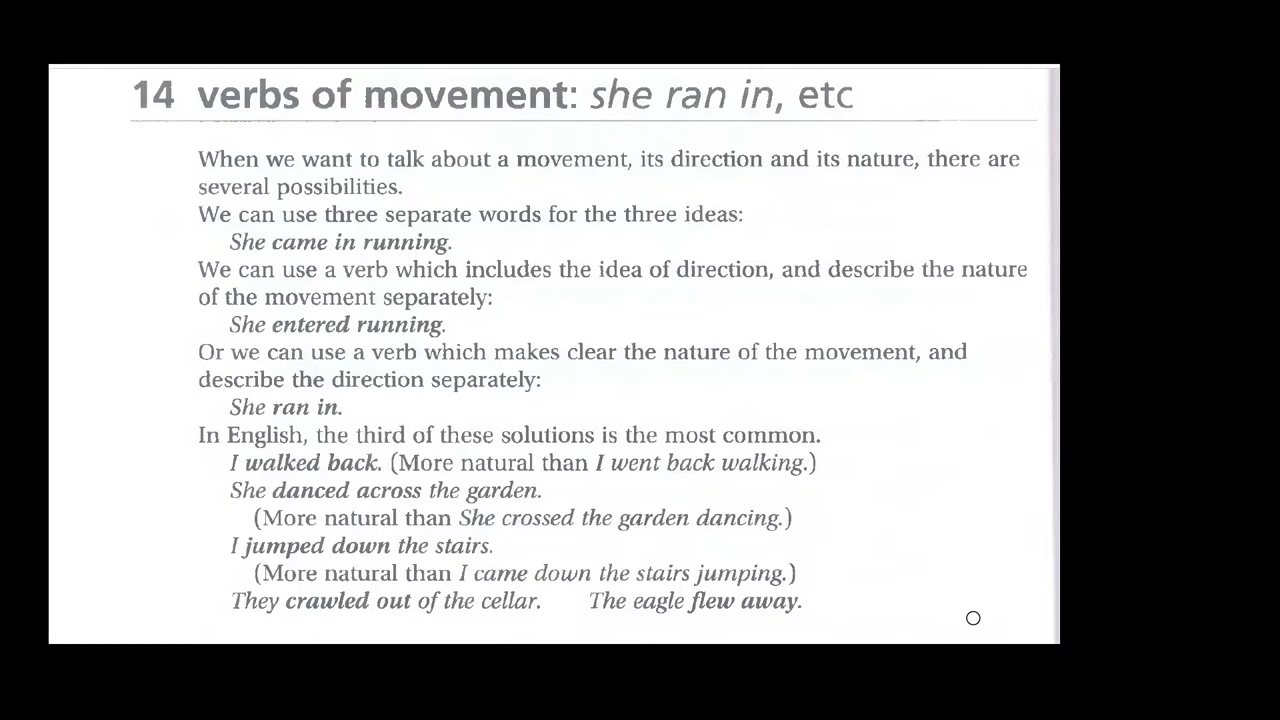 14 verbs of movement: she ran in, etc
When we want to talk about a movement, its direction and its nature, there are
several possibilities.
We can use three separate words for the three ideas:
She came in running.
We can use a verb which includes the idea of direction, and describe the nature
of the movement separately:
She entered running.
Or we can use a verb which makes clear the nature of the movement, and
describe the direction separately:
She ran in.
In English, the third of these solutions is the most common.
I walked back. (More natural than I went back walking.)
She danced across the garden.
(More natural than She crossed the garden dancing.)
I jumped down the stairs.
(More natural than I came down the stairs jumping.)
They crawled out of the cellar. The eagle flew away.